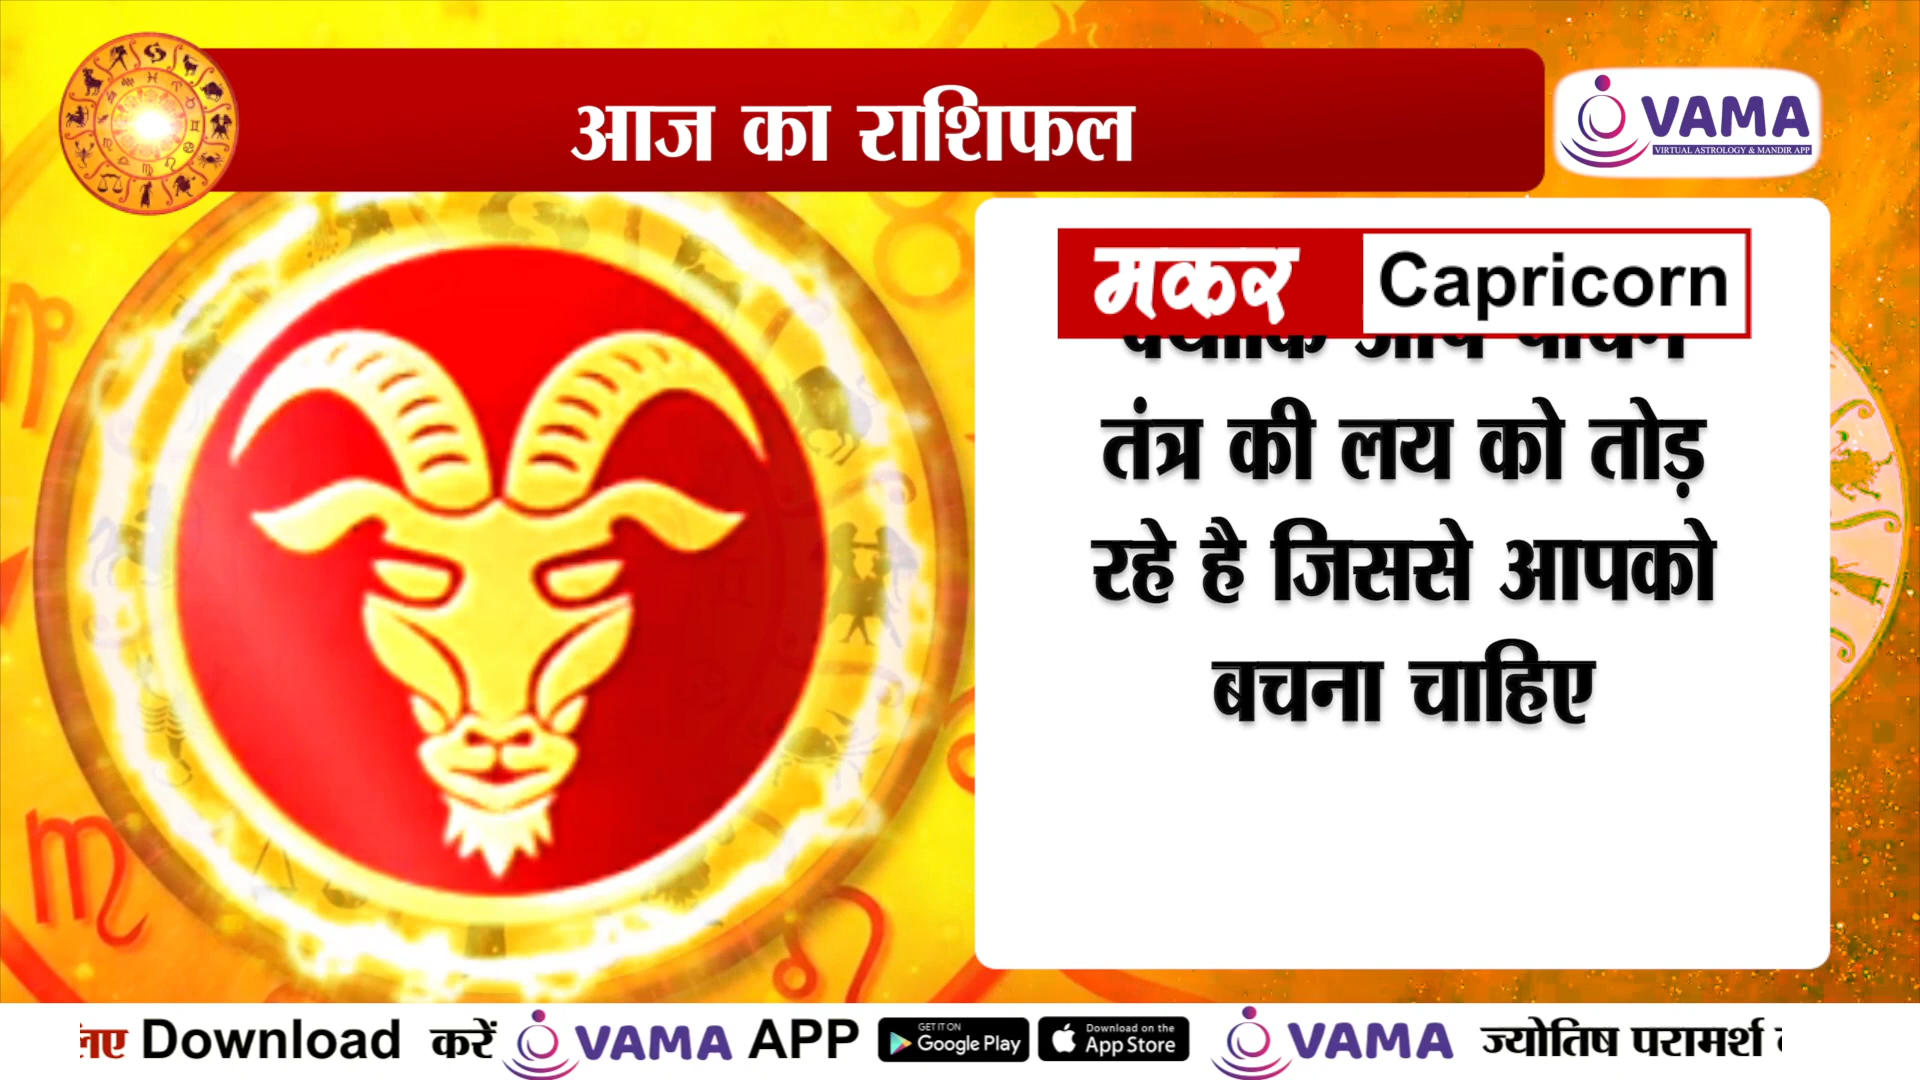 आज का राशिफल
VAMA
VIRTUAL ASTROLOGY & MANDIR APP
मकर Capricorn
तंत्र की लय को तोड़
रहे है जिससे आपको
बचना चाहिए
Download करें VAMA APP GET IT ON Google Play Download on the App Store VAMA ज्योतिष परामर्श